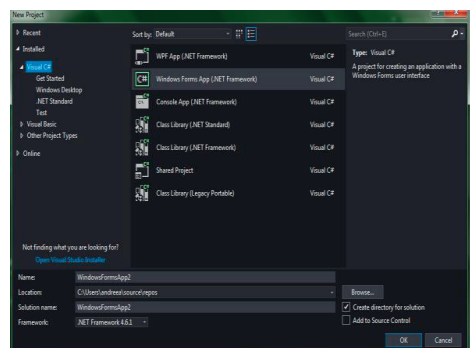 New Project
Recent
Installed
Visual C#
Get Started
Windows Desktop
.NET Standard
Test
Visual Basic
Other Project Types
Online
Not finding what you are looking for?
Open Visual Studio Installer
Sort by: Default
WPF App (.NET Framework) Visual C#
Windows Forms App (.NET Framework) Visual C#
Console App (.NET Framework) Visual C#
Class Library (.NET Standard) Visual C#
Class Library (.NET Framework) Visual C#
Shared Project Visual C#
Class Library (Legacy Portable) Visual C#
Search (Ctrl+E)
Type: Visual C#
A project for creating an application with a
Windows Forms user interface
Name: WindowsFormsApp2
Location: C:\Users\andreea\source\repos
Browse...
Solution name: WindowsFormsApp2
Create directory for solution
Framework: .NET Framework 4.6.1
Add to Source Control
OK Cancel